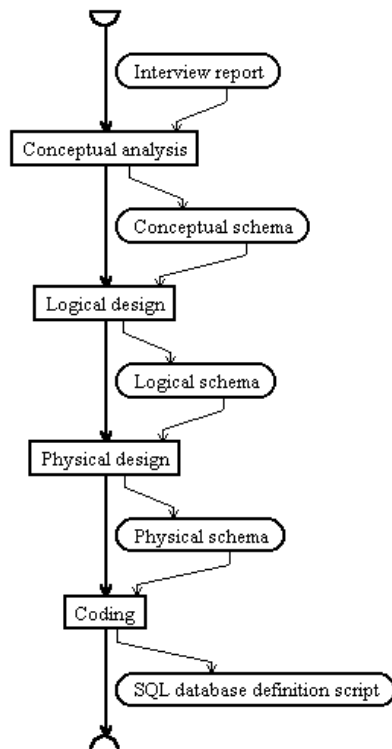 Interview report
Conceptual analysis
Conceptual schema
Logical design
Logical schema
Physical design
Physical schema
Coding
SQL database definition script